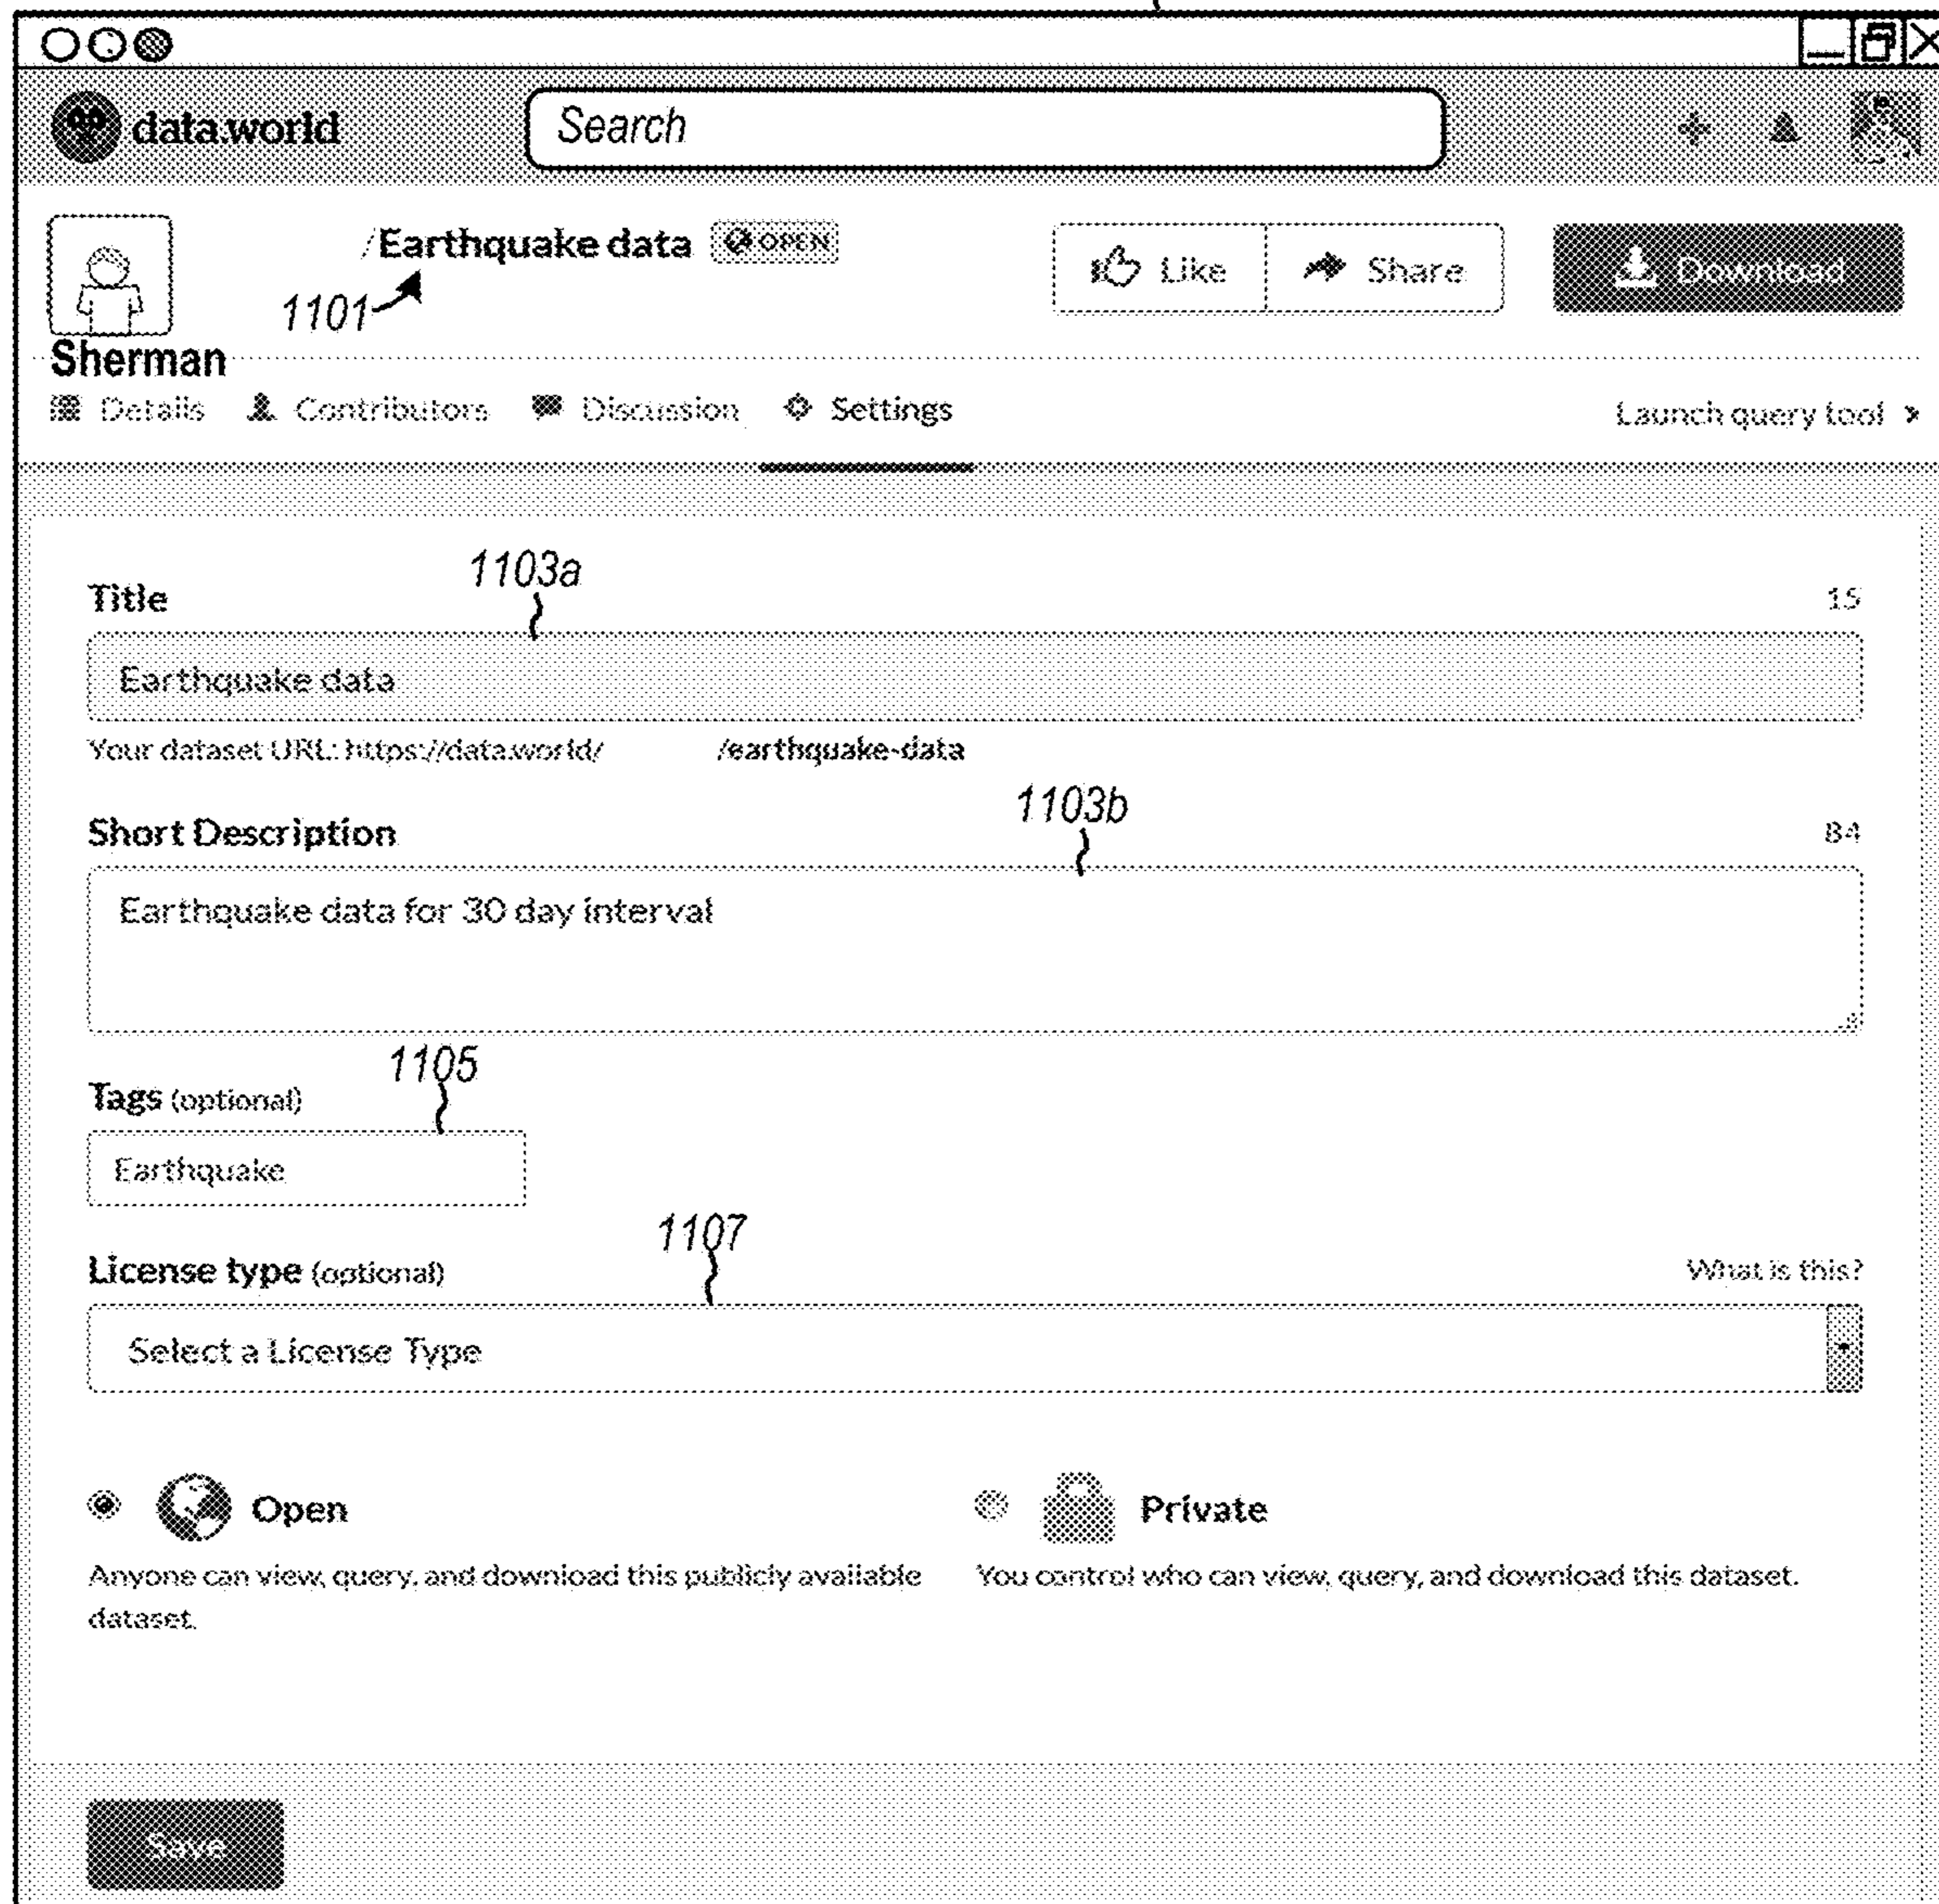 data.world Search
/Earthquake data OPEN Like Share Download
1101
Sherman
Details Contributors Discussion Settings Launch query tool >
1103a
Title 15
Earthquake data
Your dataset URL: https://data.world/ /earthquake-data
1103b
Short Description 84
Earthquake data for 30 day interval
1105
Tags (optional)
Earthquake
1107
License type (optional) What is this?
Select a License Type
Open Private
Anyone can view, query, and download this publicly available You control who can view, query, and download this dataset.
dataset.
Save